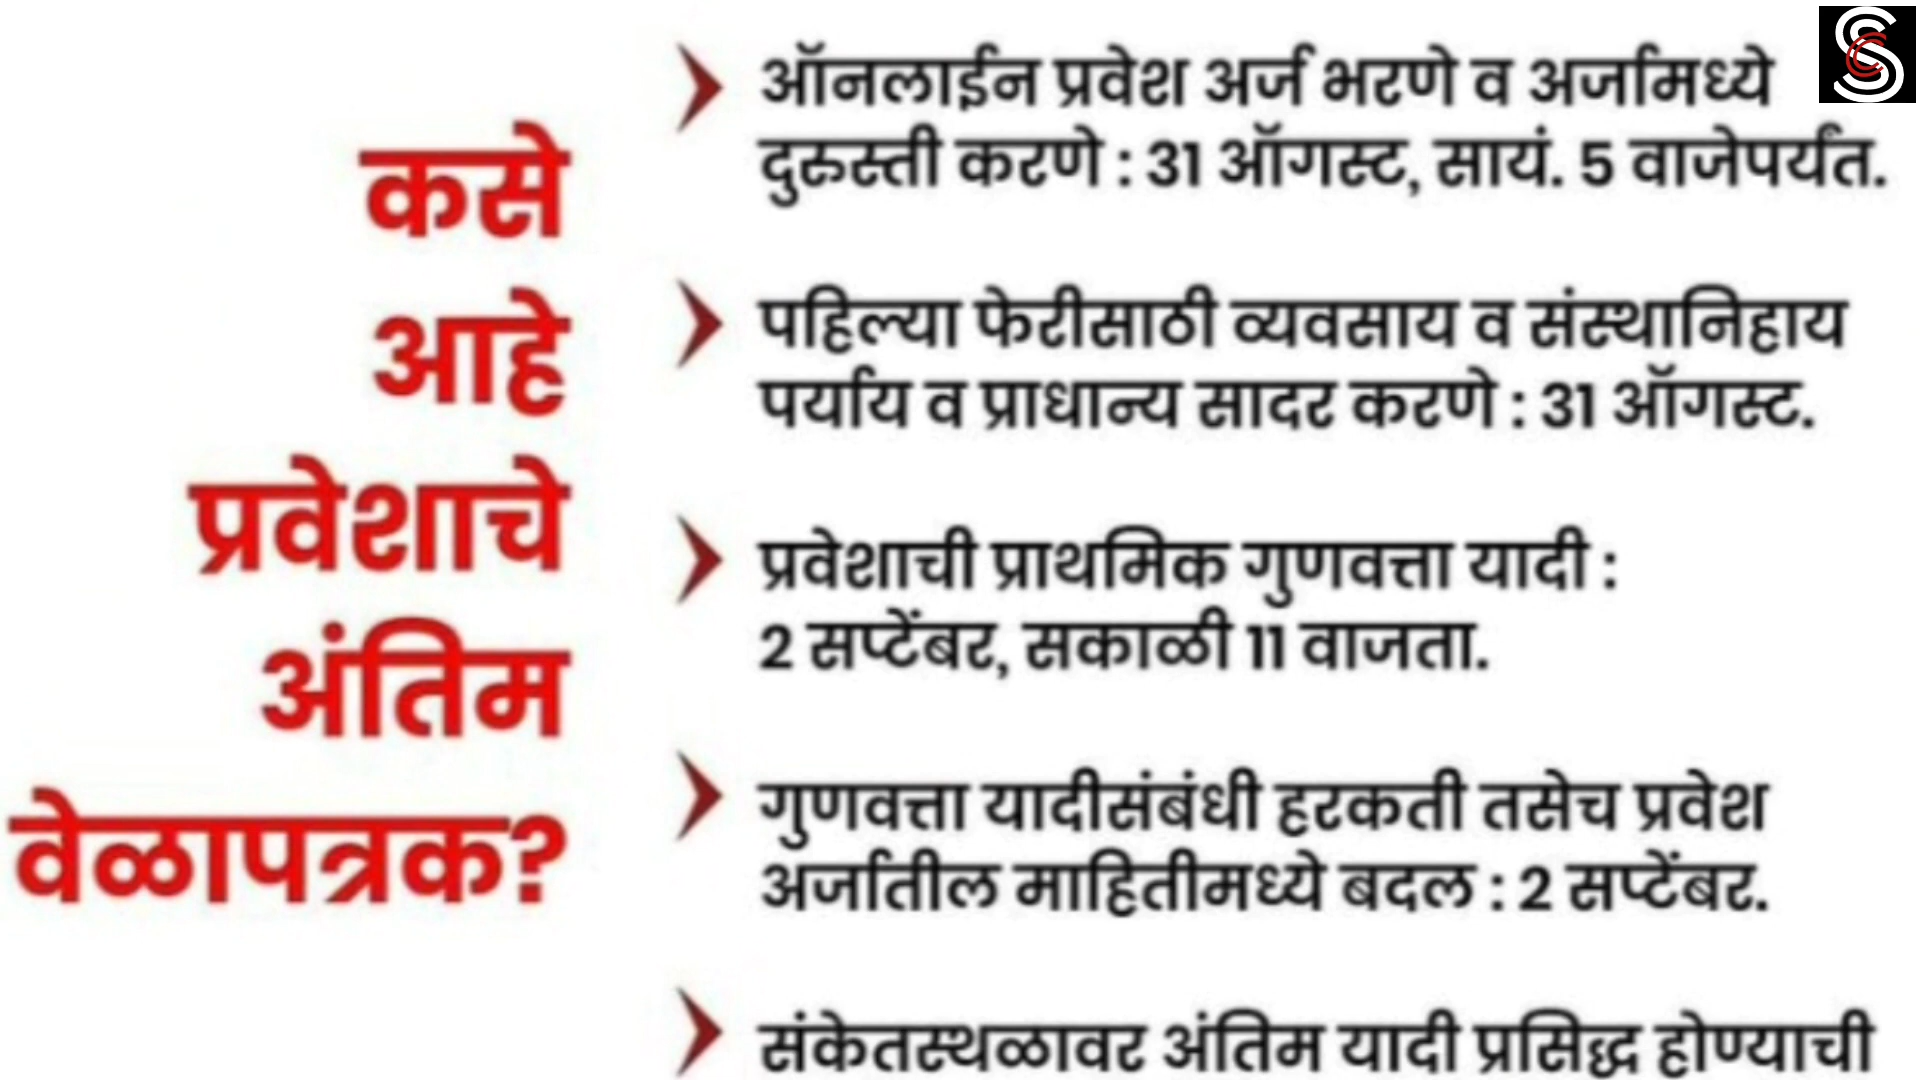 कसे
आहे
प्रवेशाचे
अंतिम
वेळापत्रक?
ऑनलाईन प्रवेश अर्ज भरणे व अर्जामध्ये
दुरुस्ती करणे : 31 ऑगस्ट, सायं. 5 वाजेपर्यंत.
पहिल्या फेरीसाठी व्यवसाय व संस्थानिहाय
पर्याय व प्राधान्य सादर करणे : 31 ऑगस्ट.
प्रवेशाची प्राथमिक गुणवत्ता यादी :
2 सप्टेंबर, सकाळी 11 वाजता.
गुणवत्ता यादीसंबंधी हरकती तसेच प्रवेश
अर्जातील माहितीमध्ये बदल : 2 सप्टेंबर.
संकेतस्थळावर अंतिम यादी प्रसिद्ध होण्याची